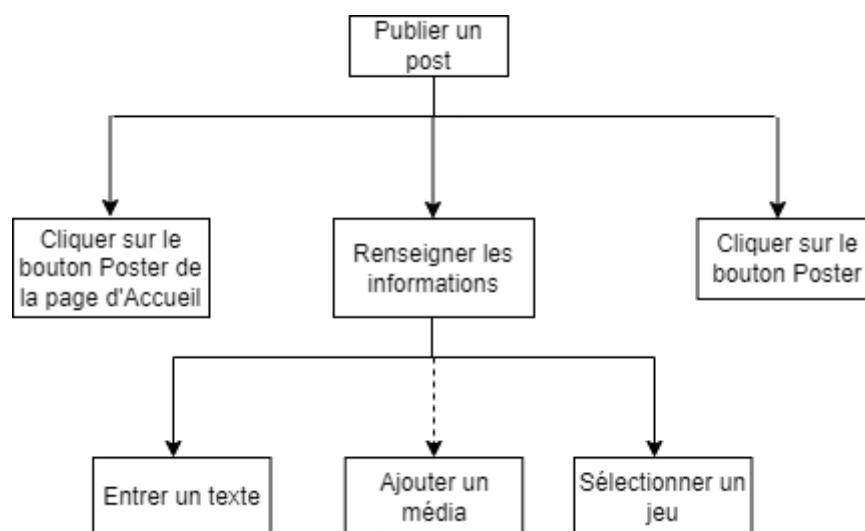 Publier un
post
Cliquer sur le
bouton Poster de
la page d'Accueil
Renseigner les
informations
Cliquer sur le
bouton Poster
Entrer un texte
Ajouter un
média
Sélectionner un
jeu